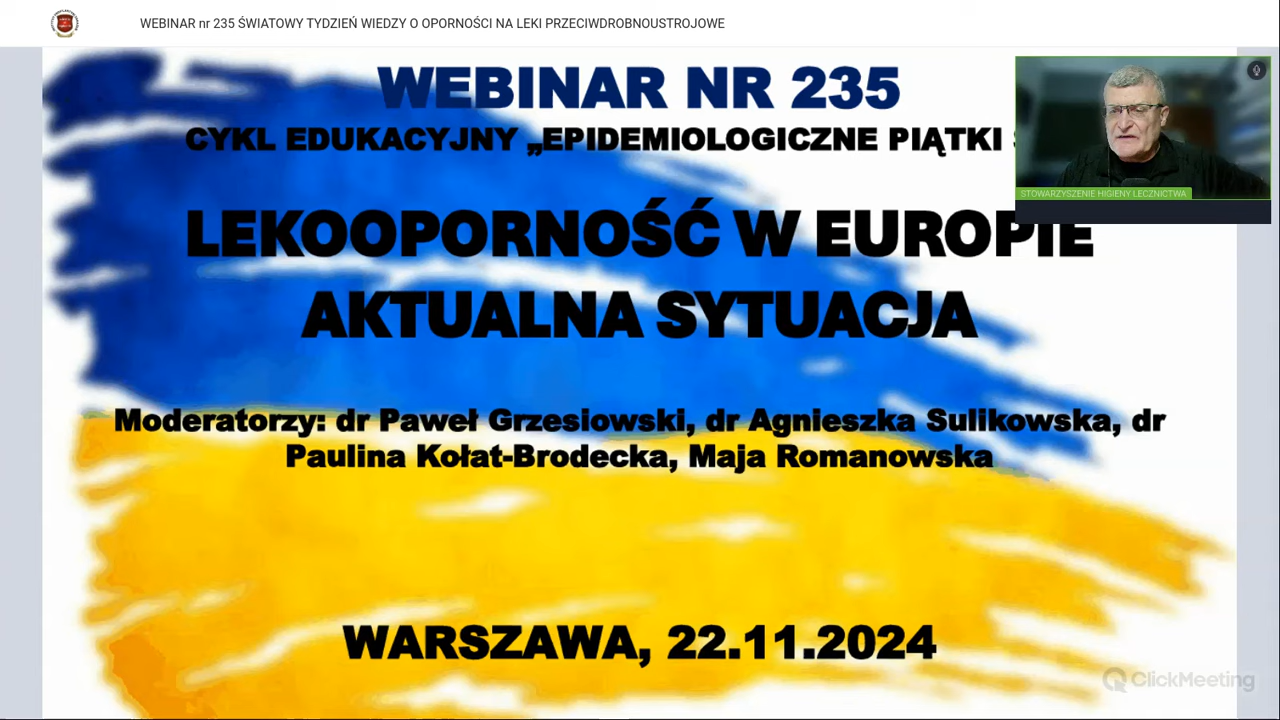 WEBINAR nr 235 ŚWIATOWY TYDZIEŃ WIEDZY O OPORNOŚCI NA LEKI PRZECIWDROBNOUSTROJOWE
WEBINAR NR 235
CYKL EDUKACYJNY „EPIDEMIOLOGICZNE PIĄTKI
STOWARZYSZENIE HIGIENY LECZNICTWA
LEKOOPORNOŚĆ W EUROPIE
AKTUALNA SYTUACJA
Moderatorzy: dr Paweł Grzesiowski, dr Agnieszka Sulikowska, dr
Paulina Kołat-Brodecka, Maja Romanowska
WARSZAWA, 22.11.2024
ClickMeeting